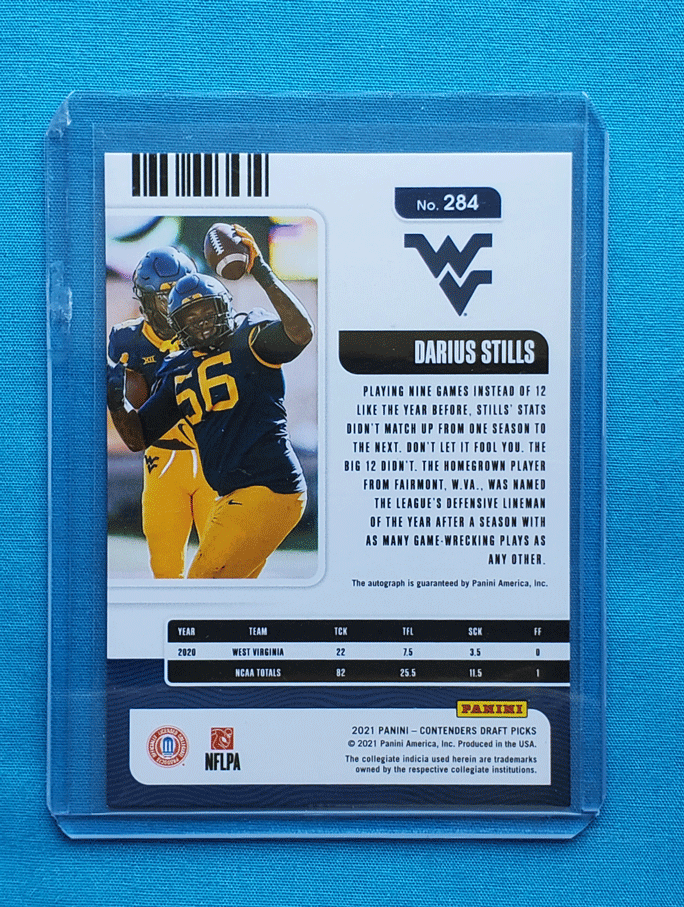 No. 284
WV
DARIUS STILLS
56
XII
PLAYING NINE GAMES INSTEAD OF 12
LIKE THE YEAR BEFORE, STILLS' STATS
DIDN'T MATCH UP FROM ONE SEASON TO
THE NEXT. DON'T LET IT FOOL YOU. THE
BIG 12 DIDN'T. THE HOMEGROWN PLAYER
FROM FAIRMONT, W.VA., WAS NAMED
THE LEAGUE'S DEFENSIVE LINEMAN
OF THE YEAR AFTER A SEASON WITH
AS MANY GAME-WRECKING PLAYS AS
ANY OTHER.
The autograph is guaranteed by Panini America, Inc.
YEAR TEAM TCK TFL SCK FF
2020 WEST VIRGINIA 22 7.5 3.5 0
NCAA TOTALS 82 25.5 11.5 1
PANINI
2021 PANINI – CONTENDERS DRAFT PICKS
© 2021 Panini America, Inc. Produced in the USA.
The collegiate indicia used herein are trademarks
owned by the respective collegiate institutions.
NFLPA